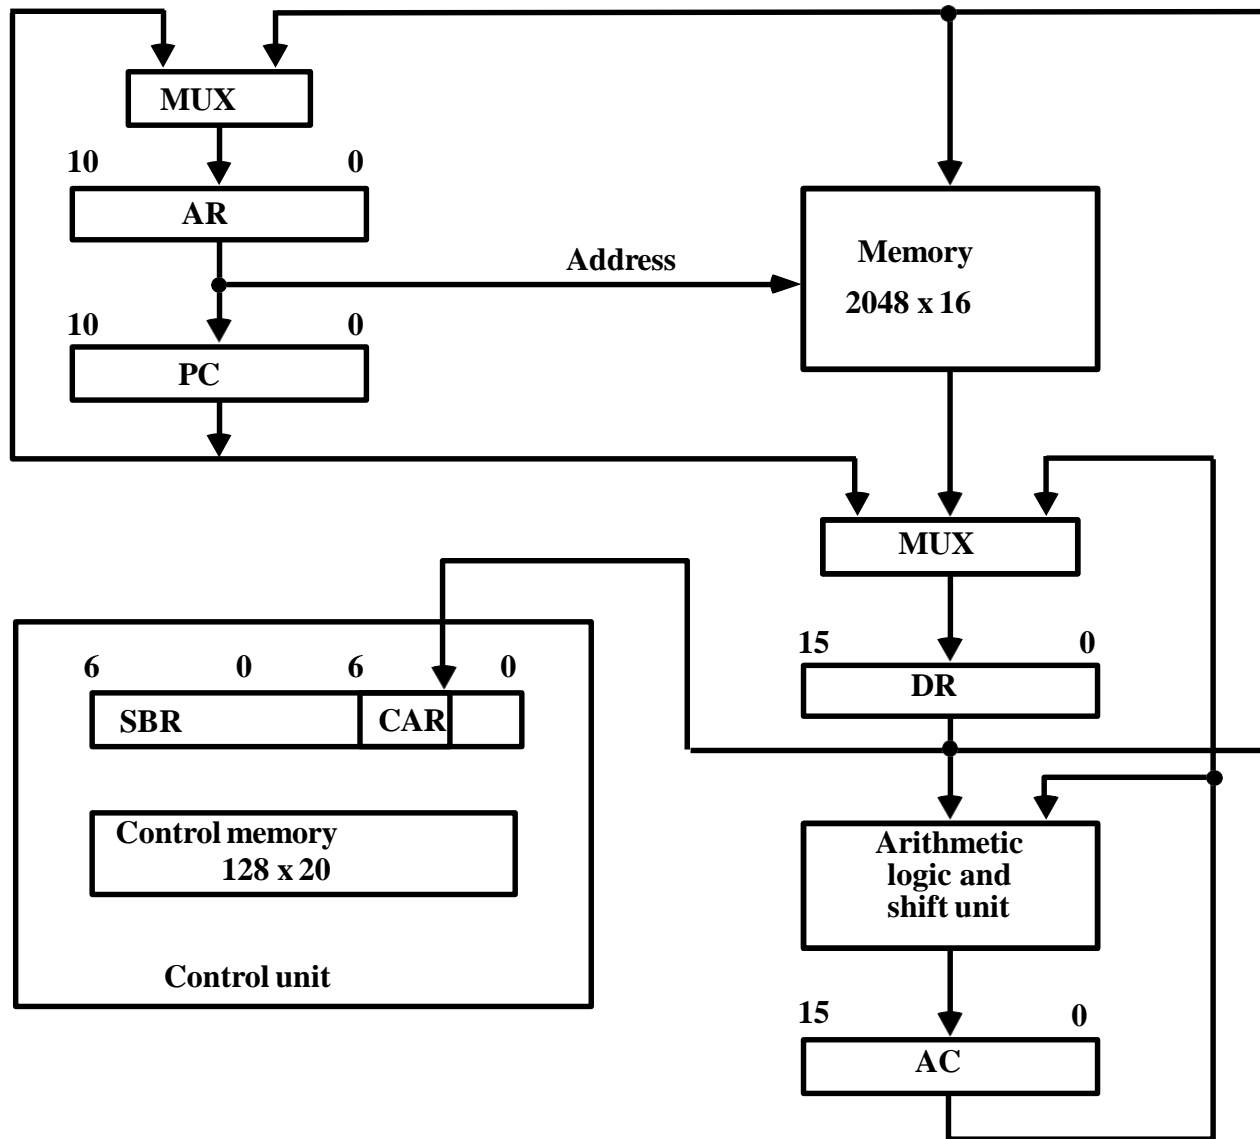 MUX
10 0
AR
Address
Memory
2048 x 16
10 0
PC
MUX
6 0 6 0
15 0
SBR CAR
DR
Control memory
128 x 20
Arithmetic
logic and
shift unit
Control unit
15 0
AC